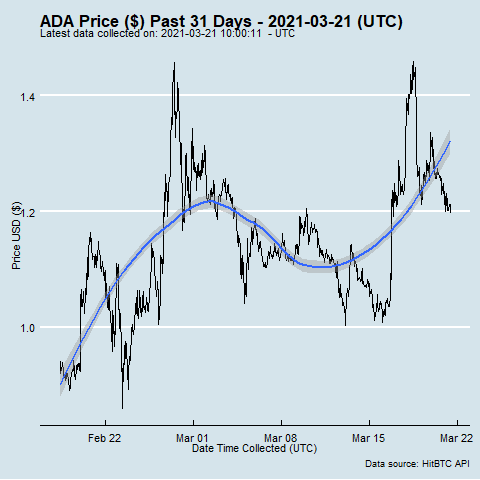 ADA Price ($) Past 31 Days - 2021-03-21 (UTC)
Latest data collected on: 2021-03-21 10:00:11 - UTC
1.4
1.2
1.0
Price USD ($)
Feb 22
Mar 01
Mar 08
Mar 15
Mar 22
Date Time Collected (UTC)
Data source: HitBTC API